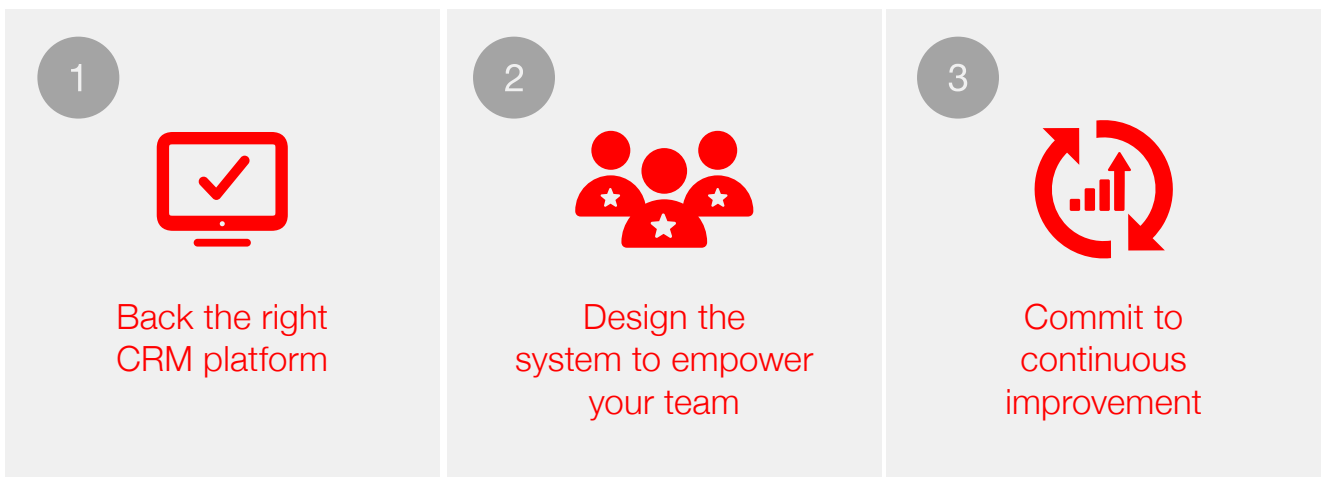 1
Back the right
CRM platform
2
Design the
system to empower
your team
3
Commit to
continuous
improvement